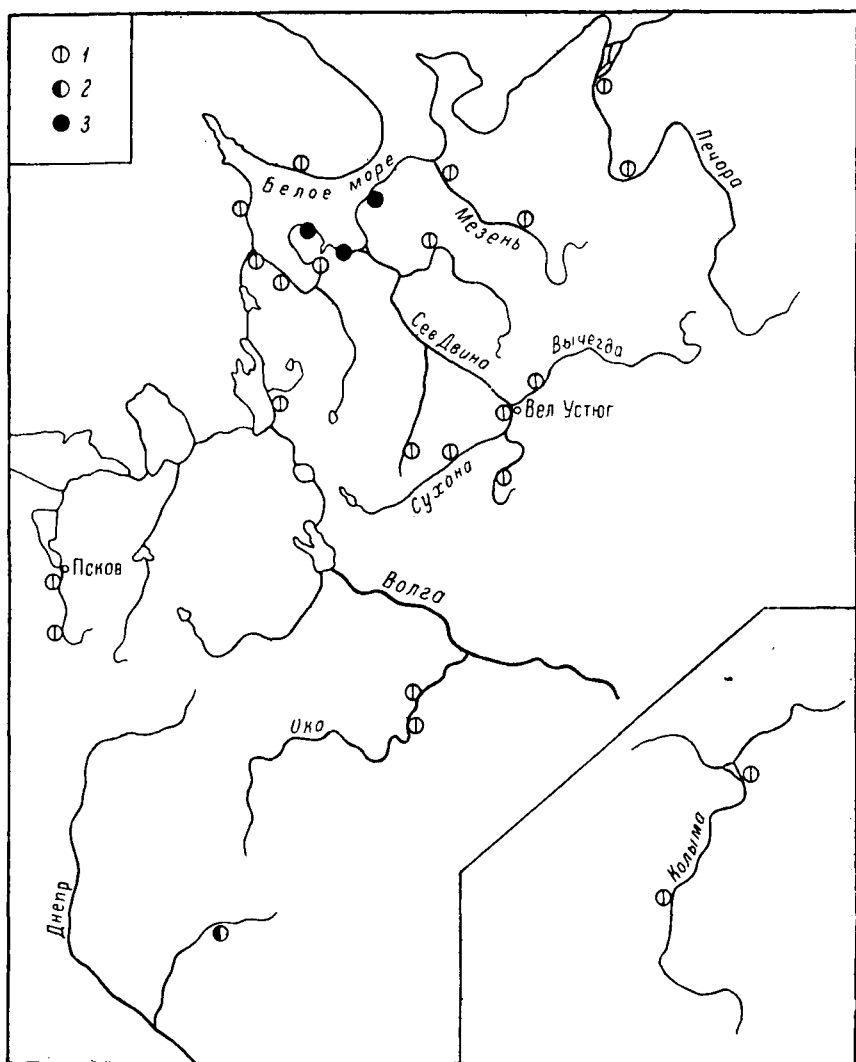 1
2
3
Белое море
Печора
Мезень
Сев Двина
Вычегда
Вел Устюг
Сухона
Псков
Волга
Ока
Колыма
Днепр